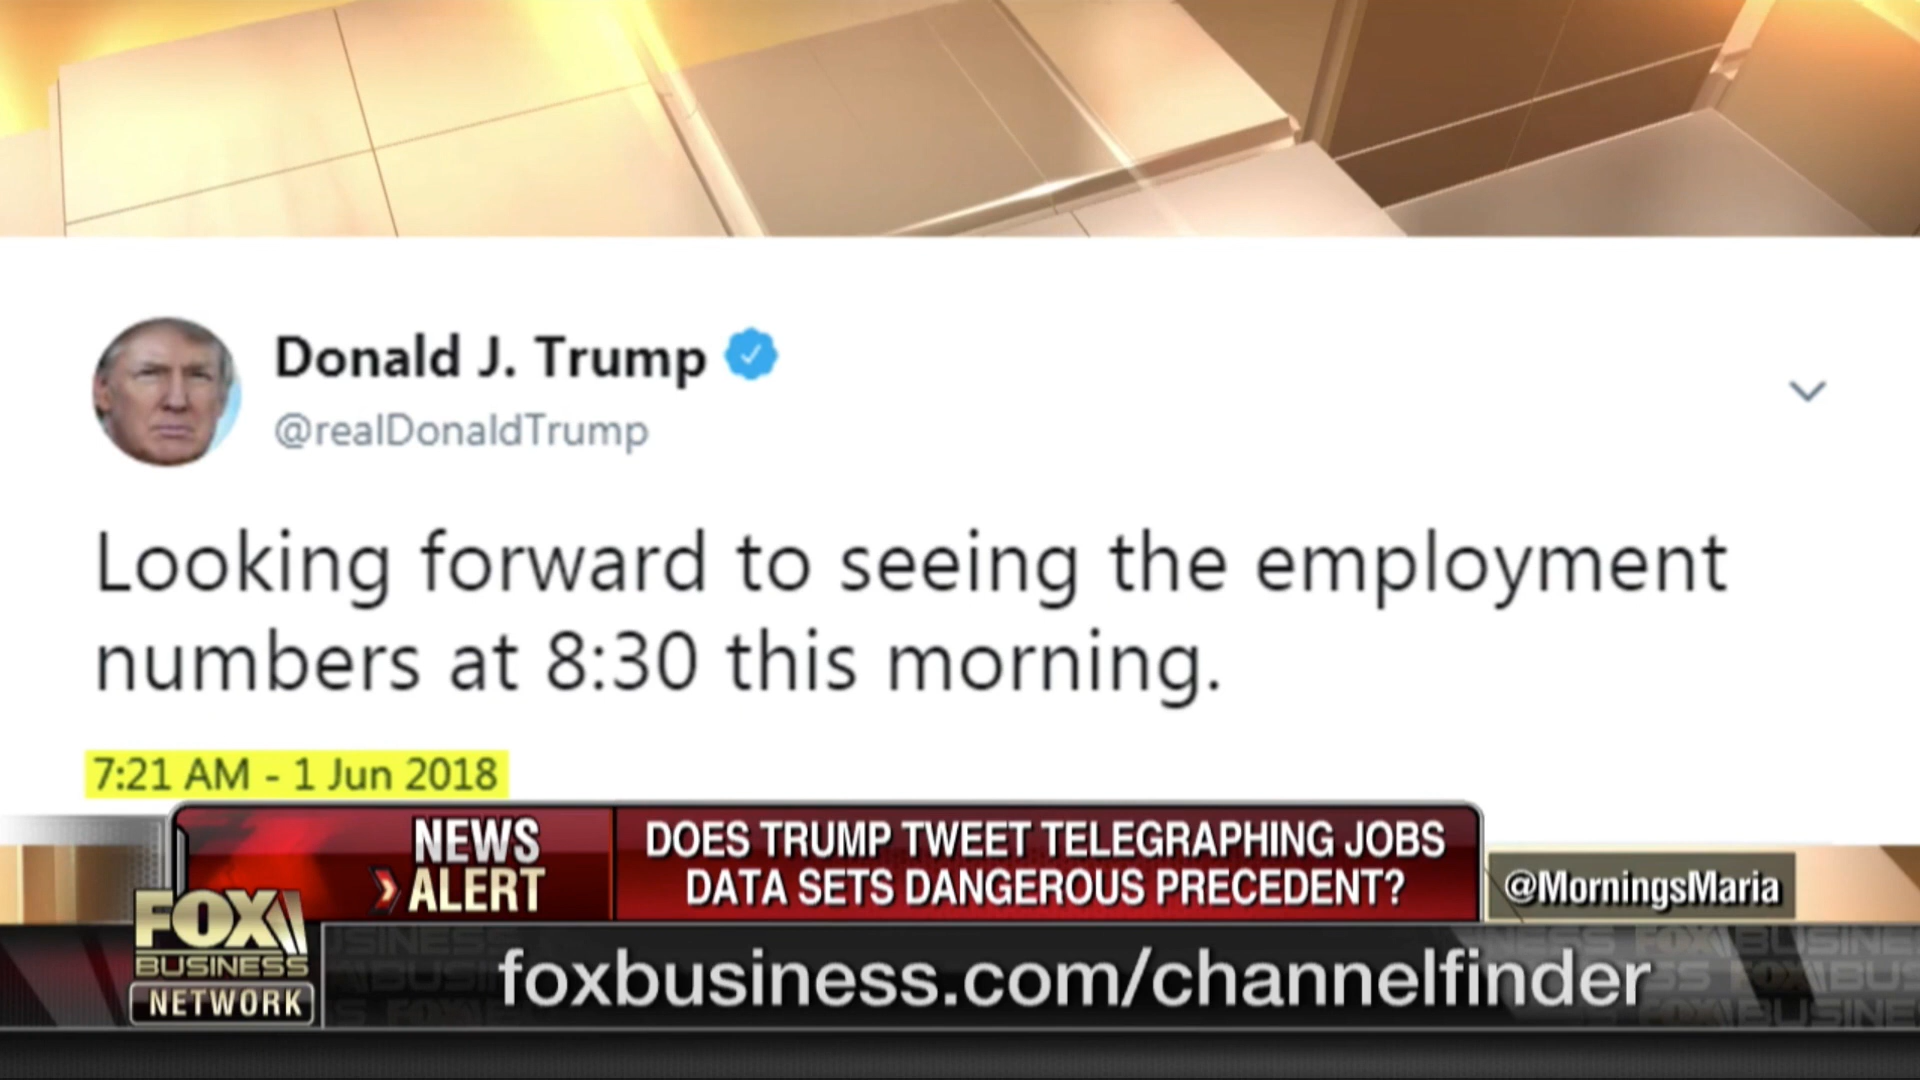 Donald J. Trump
@realDonaldTrump
Looking forward to seeing the employment
numbers at 8:30 this morning.
7:21 AM - 1 Jun 2018
NEWS
ALERT
DOES TRUMP TWEET TELEGRAPHING JOBS
DATA SETS DANGEROUS PRECEDENT?
@MorningsMaria
FOX
BUSINESS
NETWORK
foxbusiness.com/channelfinder